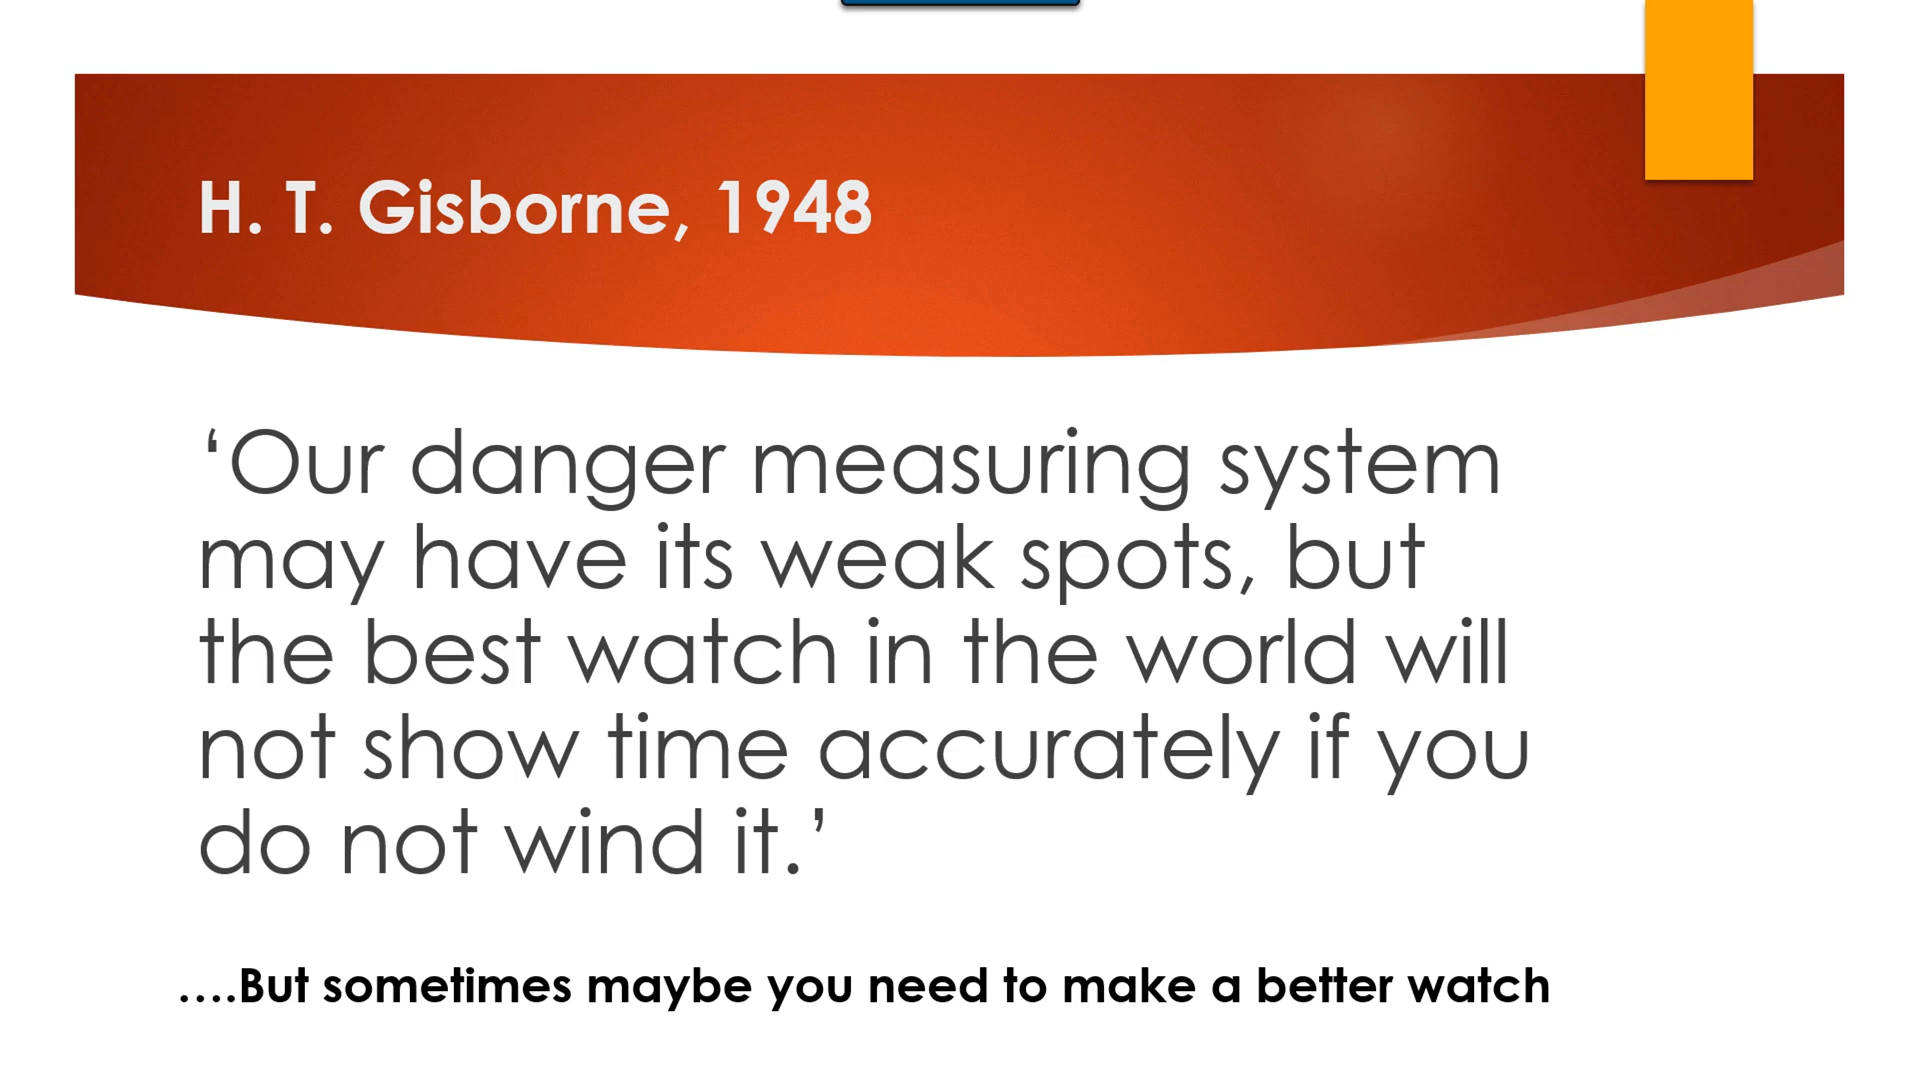 H. T. Gisborne, 1948
‘Our danger measuring system
may have its weak spots, but
the best watch in the world will
not show time accurately if you
do not wind it.’
....But sometimes maybe you need to make a better watch